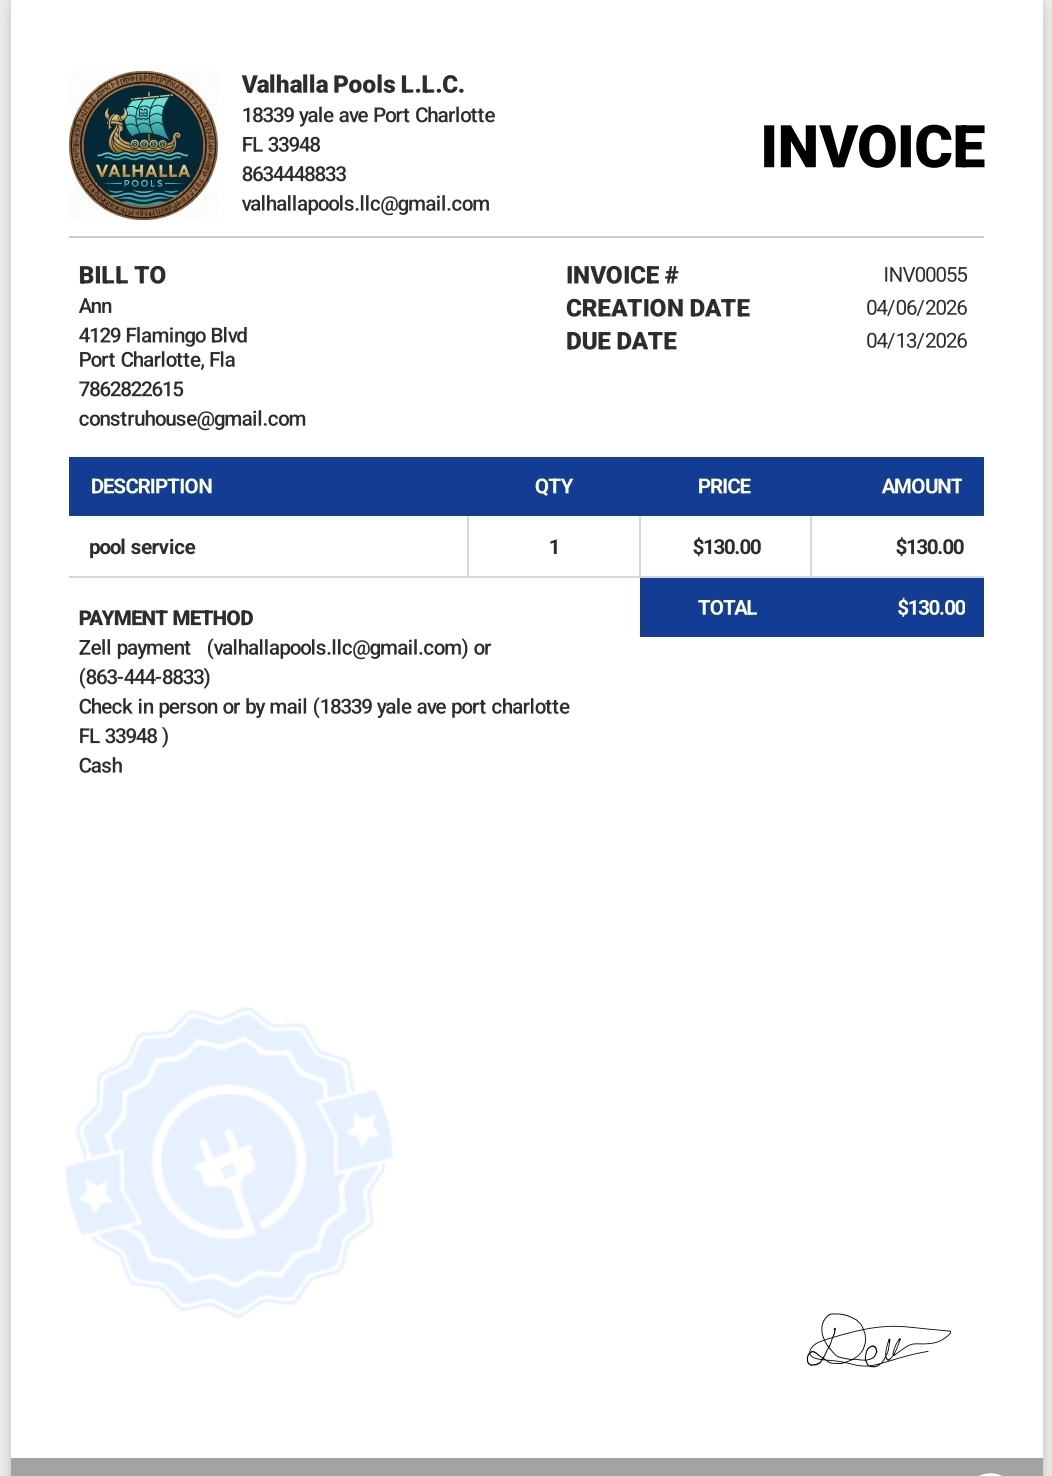 VALHALLA
POOLS
Valhalla Pools L.L.C.
18339 yale ave Port Charlotte
FL 33948
8634448833
valhallapools.llc@gmail.com
INVOICE
BILL TO
Ann
4129 Flamingo Blvd
Port Charlotte, Fla
7862822615
construhouse@gmail.com
INVOICE # INV00055
CREATION DATE 04/06/2026
DUE DATE 04/13/2026
DESCRIPTION QTY PRICE AMOUNT
pool service 1 $130.00 $130.00
TOTAL $130.00
PAYMENT METHOD
Zell payment (valhallapools.llc@gmail.com) or
(863-444-8833)
Check in person or by mail (18339 yale ave port charlotte
FL 33948 )
Cash